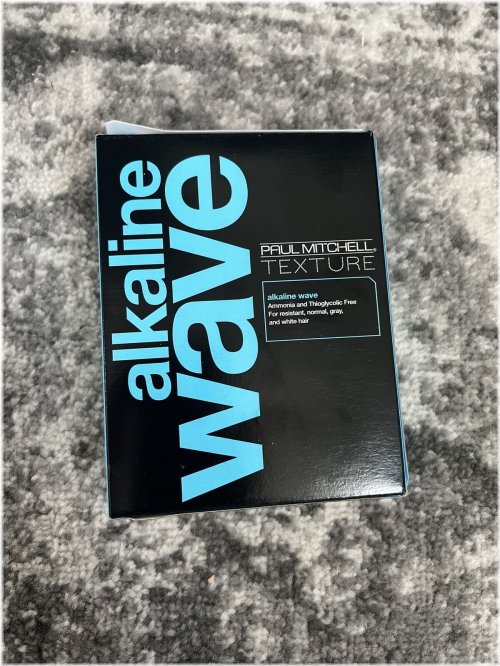 alkaline
wave
PAUL MITCHELL®
TEXTURE
alkaline wave
Ammonia and Thioglycolic Free
For resistant, normal, gray,
and white hair